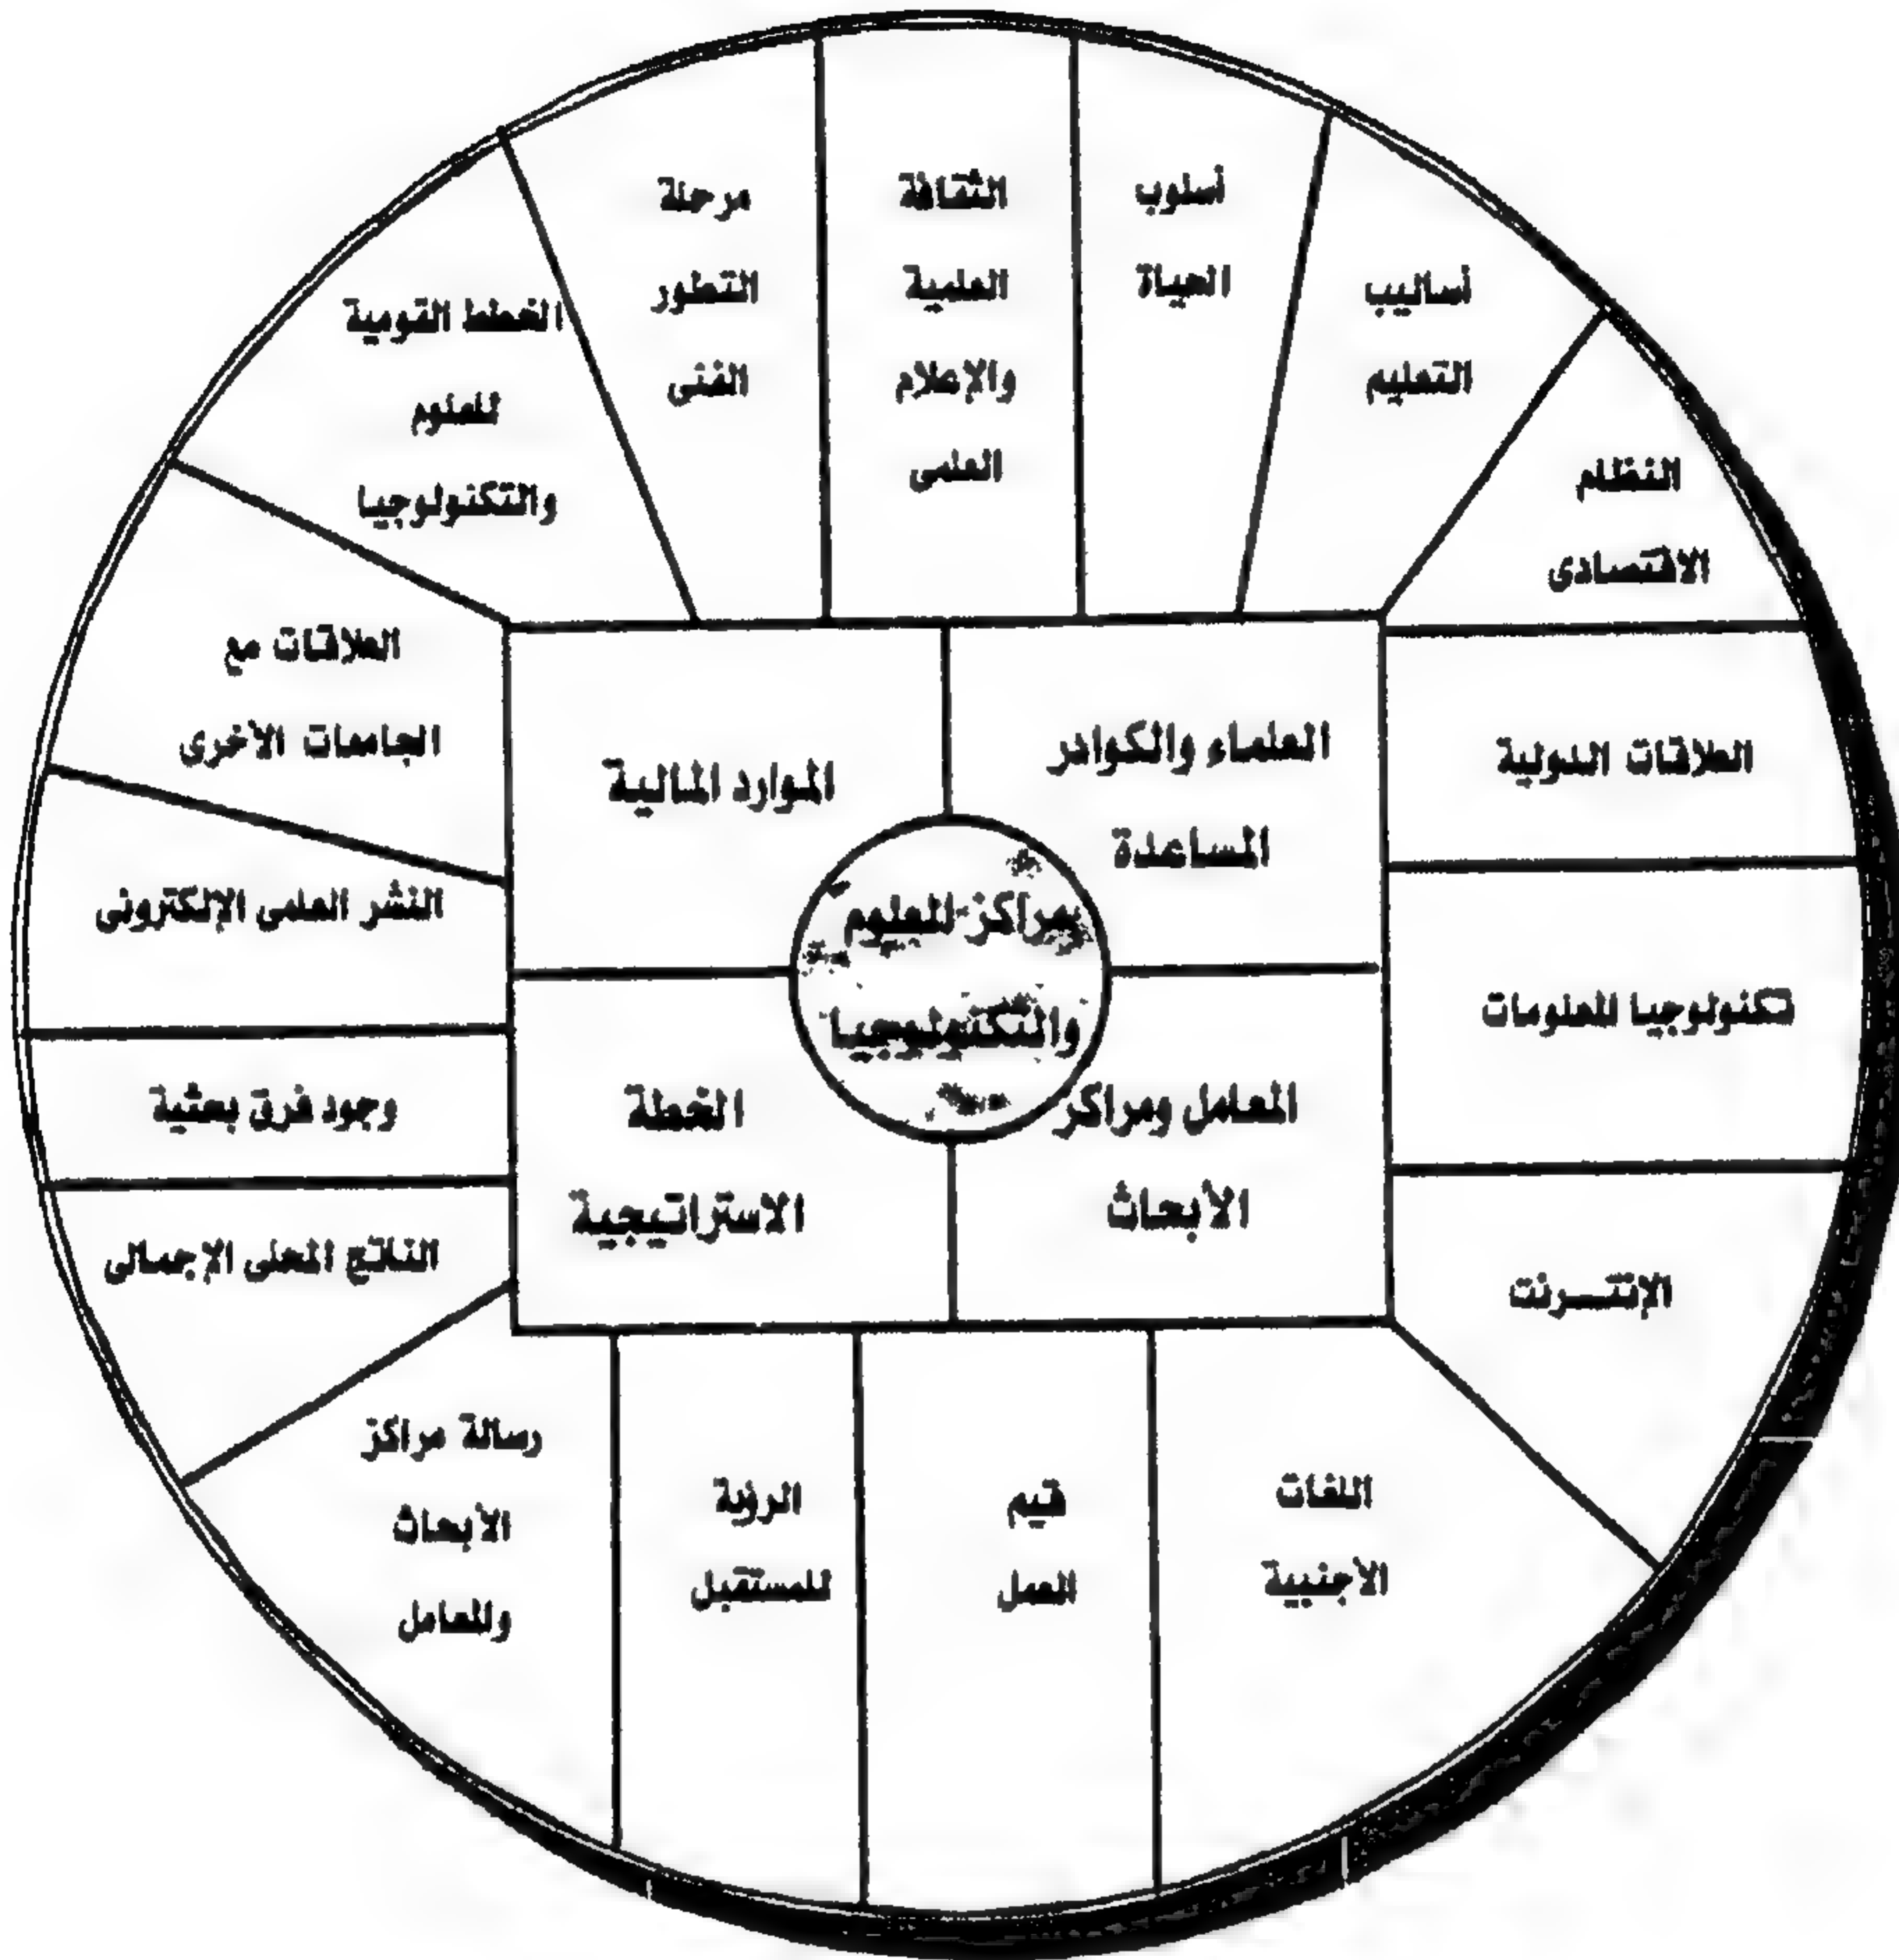 أسلوب
الحياة
الثقافة
العلمية
والإعلام
العلمى
مرحلة
التطور
الفنى
أساليب
التعليم
النظام
الاقتصادى
الخطط القومية
للعلوم
والتكنولوجيا
العلاقات مع
الجامعات الأخرى
العلاقات الدولية
العلماء والكوادر
المساعدة
الموارد المالية
النشر العلمى الإلكترونى
مراكز العلوم
والتكنولوجيا
تكنولوجيا المعلومات
المعامل ومراكز
الأبحاث
الخطة
الاستراتيجية
وجود فرق بحثية
الناتج المحلى الإجمالى
الإنتـرنت
اللغات
الأجنبية
قيم
العمل
الرؤية
للمستقبل
رسالة مراكز
الأبحاث
والمعامل